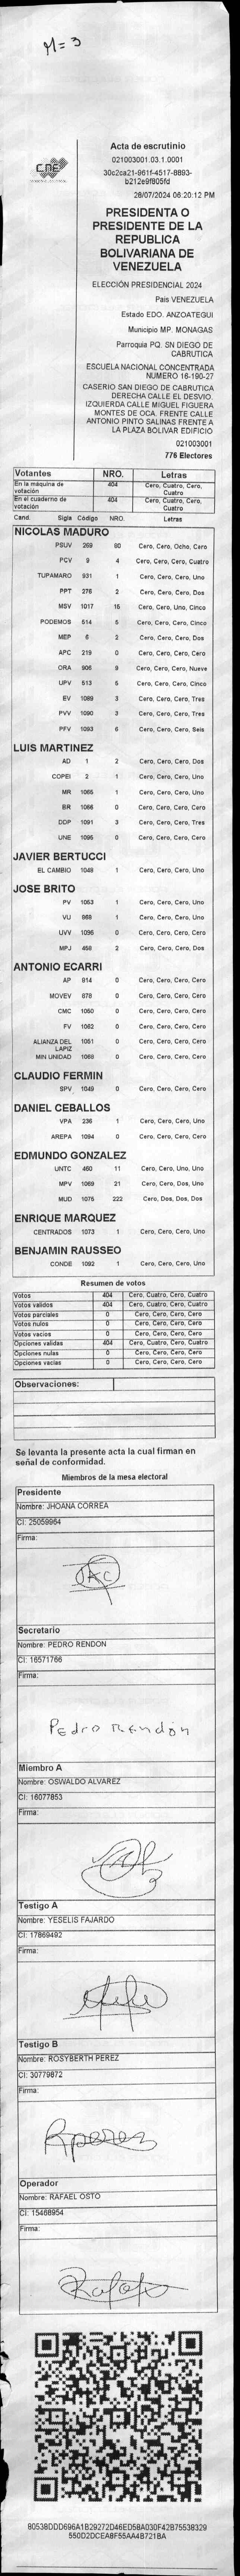 M=3
CNE
Acta de escrutinio
021003001.03.1.0001
30c2ca21-961f-4517-8893-
b212e9f805fd
28/07/2024 06:20:12 PM
PRESIDENTA O
PRESIDENTE DE LA
REPUBLICA
BOLIVARIANA DE
VENEZUELA
ELECCIÓN PRESIDENCIAL 2024
País VENEZUELA
Estado EDO. ANZOATEGUI
Municipio MP. MONAGAS
Parroquia PQ. SN DIEGO DE
CABRUTICA
ESCUELA NACIONAL CONCENTRADA
NUMERO 16-190-27
CASERIO SAN DIEGO DE CABRUTICA
DERECHA CALLE EL DESVIO.
IZQUIERDA CALLE MIGUEL FIGUERA
MONTES DE OCA. FRENTE CALLE
ANTONIO PINTO SALINAS FRENTE A
LA PLAZA BOLIVAR EDIFICIO
021003001
776 Electores
Votantes NRO. Letras
En la máquina de votación 404 Cero, Cuatro, Cero, Cuatro
En el cuaderno de votación 404 Cero, Cuatro, Cero, Cuatro
Cand. Sigla Código NRO. Letras
NICOLAS MADURO
PSUV 269 80 Cero, Cero, Ocho, Cero
PCV 9 4 Cero, Cero, Cero, Cuatro
TUPAMARO 931 1 Cero, Cero, Cero, Uno
PPT 276 2 Cero, Cero, Cero, Dos
MSV 1017 15 Cero, Cero, Uno, Cinco
PODEMOS 514 5 Cero, Cero, Cero, Cinco
MEP 6 2 Cero, Cero, Cero, Dos
APC 219 0 Cero, Cero, Cero, Cero
ORA 906 9 Cero, Cero, Cero, Nueve
UPV 513 5 Cero, Cero, Cero, Cinco
EV 1089 3 Cero, Cero, Cero, Tres
PVV 1090 3 Cero, Cero, Cero, Tres
PFV 1093 6 Cero, Cero, Cero, Seis
LUIS MARTINEZ
AD 1 2 Cero, Cero, Cero, Dos
COPEI 2 1 Cero, Cero, Cero, Uno
MR 1065 1 Cero, Cero, Cero, Uno
BR 1066 0 Cero, Cero, Cero, Cero
DDP 1091 3 Cero, Cero, Cero, Tres
UNE 1095 0 Cero, Cero, Cero, Cero
JAVIER BERTUCCI
EL CAMBIO 1048 1 Cero, Cero, Cero, Uno
JOSE BRITO
PV 1053 1 Cero, Cero, Cero, Uno
VU 969 1 Cero, Cero, Cero, Uno
UVV 1096 0 Cero, Cero, Cero, Cero
MPJ 458 2 Cero, Cero, Cero, Dos
ANTONIO ECARRI
AP 814 0 Cero, Cero, Cero, Cero
MOVEV 878 0 Cero, Cero, Cero, Cero
CMC 1050 0 Cero, Cero, Cero, Cero
FV 1062 0 Cero, Cero, Cero, Cero
ALIANZA DEL LAPIZ 1051 0 Cero, Cero, Cero, Cero
MIN UNIDAD 1068 0 Cero, Cero, Cero, Cero
CLAUDIO FERMIN
SPV 1049 0 Cero, Cero, Cero, Cero
DANIEL CEBALLOS
VPA 236 1 Cero, Cero, Cero, Uno
AREPA 1094 0 Cero, Cero, Cero, Cero
EDMUNDO GONZALEZ
UNTC 460 11 Cero, Cero, Uno, Uno
MPV 1069 21 Cero, Cero, Dos, Uno
MUD 1075 222 Cero, Dos, Dos, Dos
ENRIQUE MARQUEZ
CENTRADOS 1073 1 Cero, Cero, Cero, Uno
BENJAMIN RAUSSEO
CONDE 1092 1 Cero, Cero, Cero, Uno
Resumen de votos
Votos 404 Cero, Cuatro, Cero, Cuatro
Votos validos 404 Cero, Cuatro, Cero, Cuatro
Votos parciales 0 Cero, Cero, Cero, Cero
Votos nulos 0 Cero, Cero, Cero, Cero
Votos vacios 0 Cero, Cero, Cero, Cero
Opciones validas 404 Cero, Cuatro, Cero, Cuatro
Opciones nulas 0 Cero, Cero, Cero, Cero
Opciones vacias 0 Cero, Cero, Cero, Cero
Observaciones:
Se levanta la presente acta la cual firman en
señal de conformidad.
Miembros de la mesa electoral
Presidente
Nombre: JHOANA CORREA
CI: 25059964
Firma:
Secretario
Nombre: PEDRO RENDON
CI: 16571766
Firma:
Pedro Rendón
Miembro A
Nombre: OSWALDO ALVAREZ
CI: 16077853
Firma:
Testigo A
Nombre: YESELIS FAJARDO
CI: 17869492
Firma:
Testigo B
Nombre: ROSYBERTH PEREZ
CI: 30779872
Firma:
Rperez
Operador
Nombre: RAFAEL OSTO
CI: 15468954
Firma:
80538DDD696A1B29272D46ED58A030F42B75538329
550D2DCEA8F55AA4B721BA